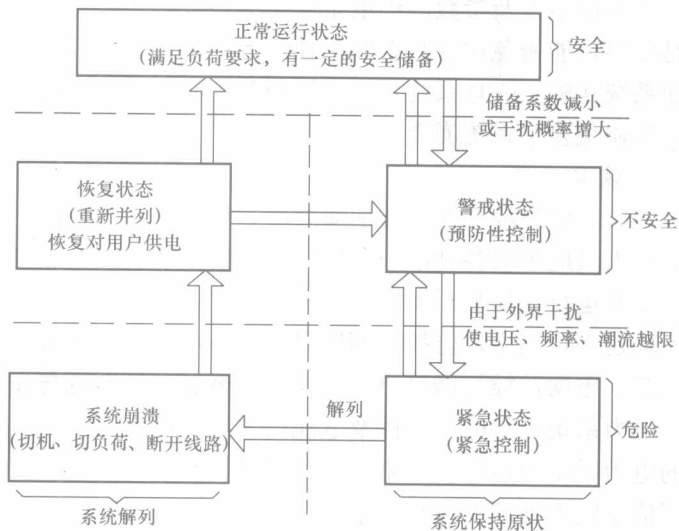 正常运行状态
(满足负荷要求，有一定的安全储备)
安全
储备系数减小
或干扰概率增大
恢复状态
(重新并列)
恢复对用户供电
警戒状态
(预防性控制)
不安全
由于外界干扰
使电压、频率、潮流越限
系统崩溃
(切机、切负荷、断开线路)
解列
紧急状态
(紧急控制)
危险
系统解列
系统保持原状